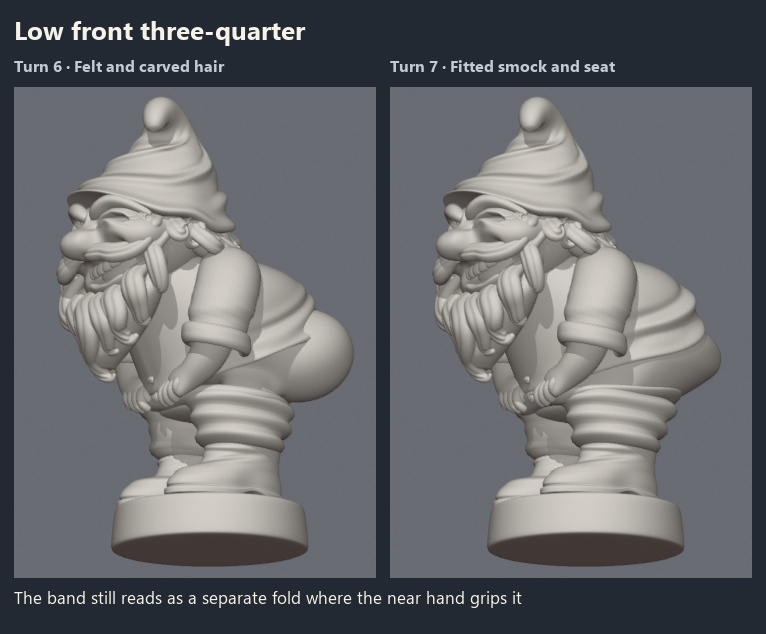 Low front three-quarter
Turn 6 · Felt and carved hair
Turn 7 · Fitted smock and seat
The band still reads as a separate fold where the near hand grips it